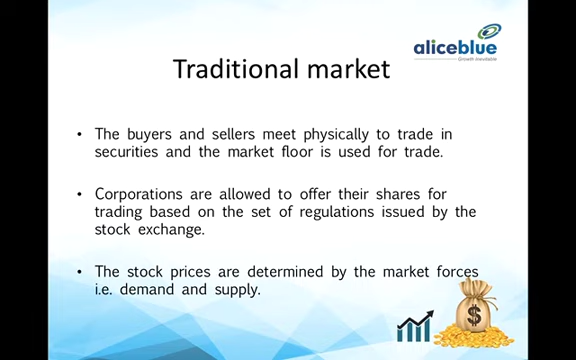 aliceblue
Growth Inevitable
Traditional market
• The buyers and sellers meet physically to trade in
securities and the market floor is used for trade.
• Corporations are allowed to offer their shares for
trading based on the set of regulations issued by the
stock exchange.
• The stock prices are determined by the market forces
i.e. demand and supply.
$